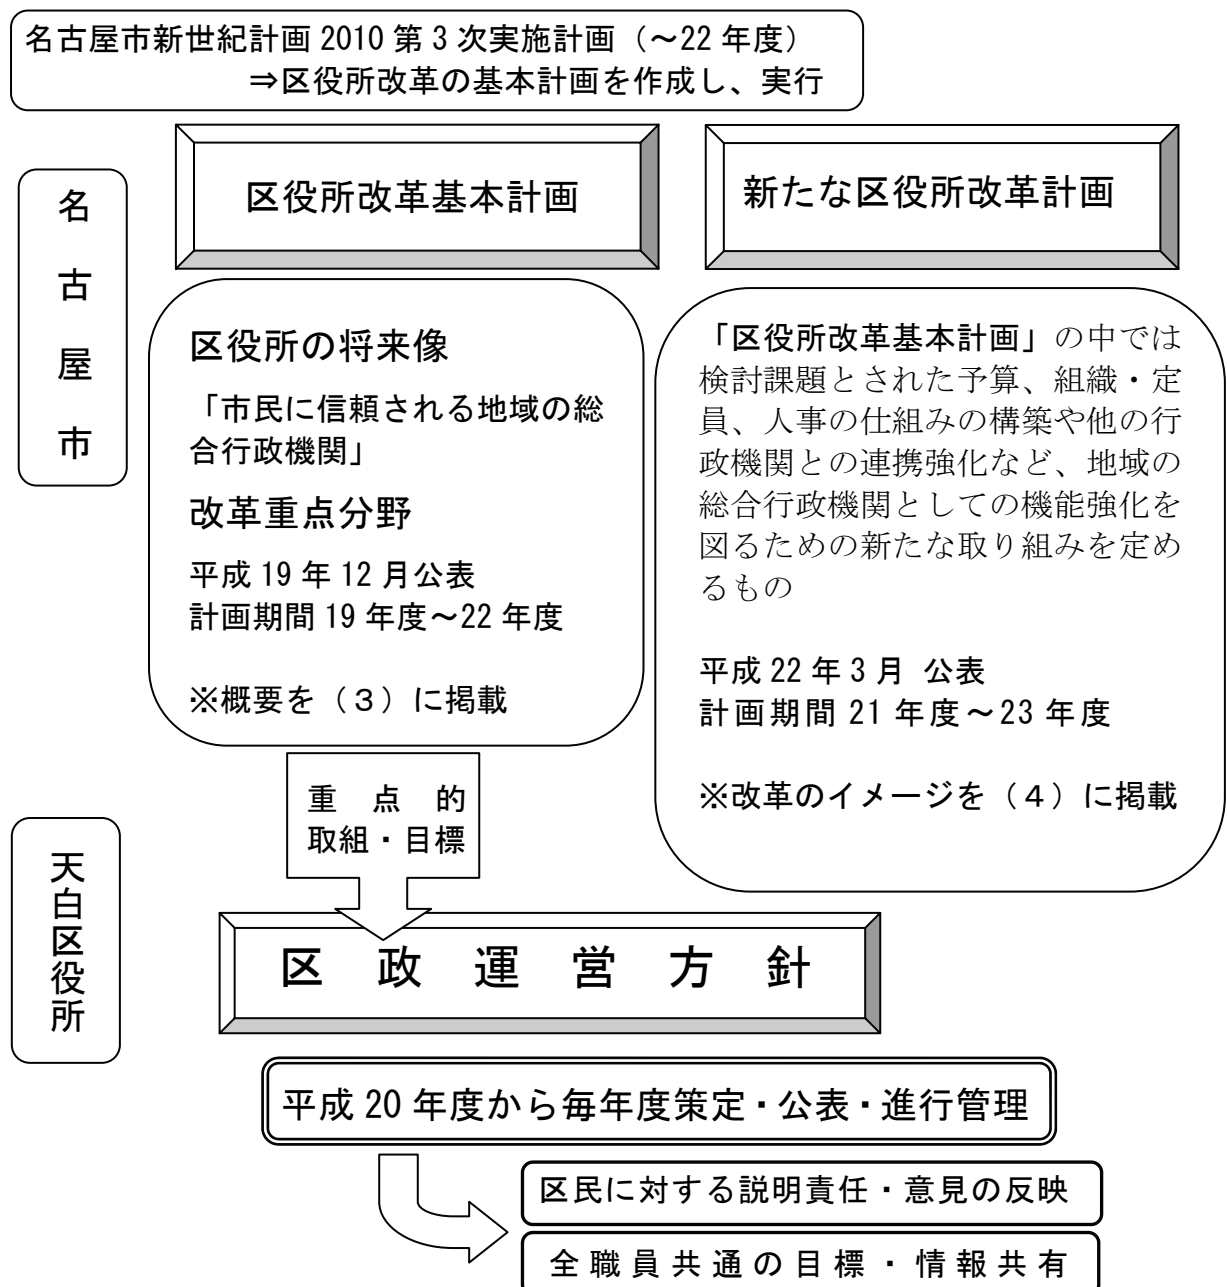 名古屋市新世紀計画 2010 第 3 次実施計画（～22 年度）
⇒区役所改革の基本計画を作成し、実行
名古屋市
区役所改革基本計画
区役所の将来像
「市民に信頼される地域の総
合行政機関」
改革重点分野
平成 19 年 12 月公表
計画期間 19 年度～22 年度
※概要を（３）に掲載
新たな区役所改革計画
「区役所改革基本計画」の中では
検討課題とされた予算、組織・定
員、人事の仕組みの構築や他の行
政機関との連携強化など、地域の
総合行政機関としての機能強化を
図るための新たな取り組みを定め
るもの
平成 22 年 3 月 公表
計画期間 21 年度～23 年度
※改革のイメージを（４）に掲載
重 点 的
取組・目標
天白区役所
区 政 運 営 方 針
平成 20 年度から毎年度策定・公表・進行管理
区民に対する説明責任・意見の反映
全職員共通の目標・情報共有